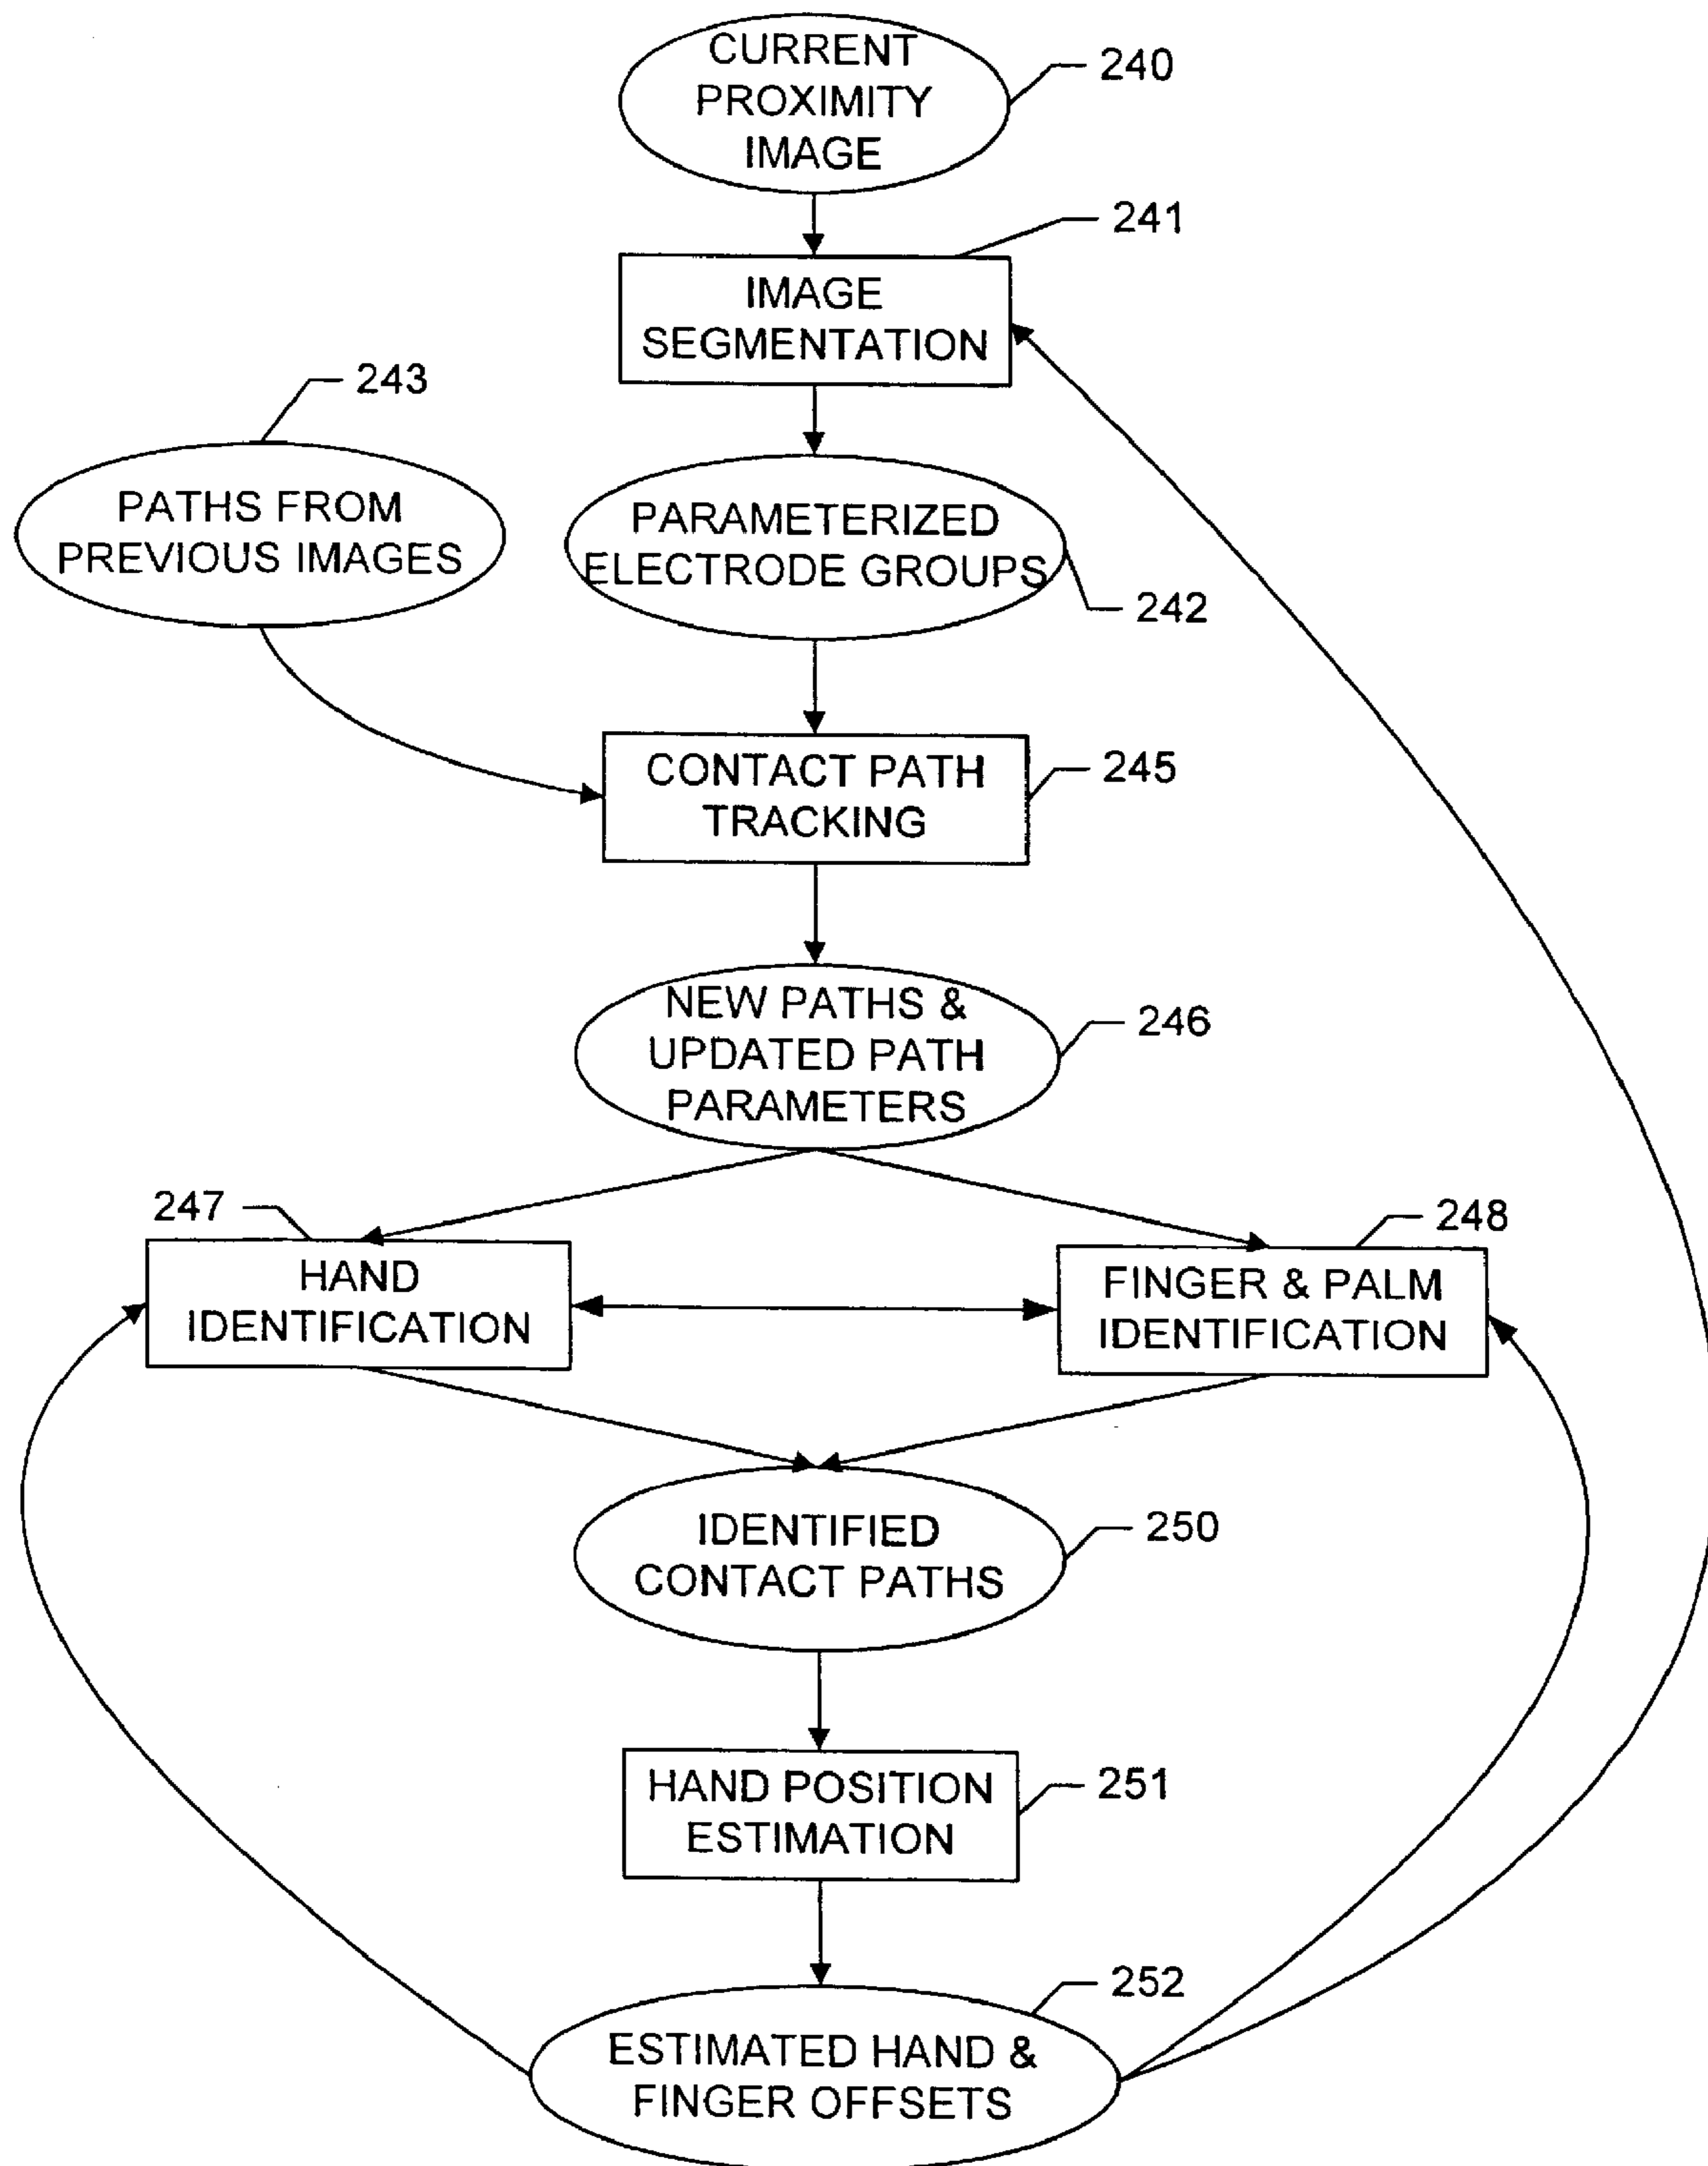 CURRENT
PROXIMITY
IMAGE
240
241
IMAGE
SEGMENTATION
243
PATHS FROM
PREVIOUS IMAGES
PARAMETERIZED
ELECTRODE GROUPS
242
CONTACT PATH
TRACKING
245
NEW PATHS &
UPDATED PATH
PARAMETERS
246
247
HAND
IDENTIFICATION
248
FINGER & PALM
IDENTIFICATION
IDENTIFIED
CONTACT PATHS
250
HAND POSITION
ESTIMATION
251
252
ESTIMATED HAND &
FINGER OFFSETS